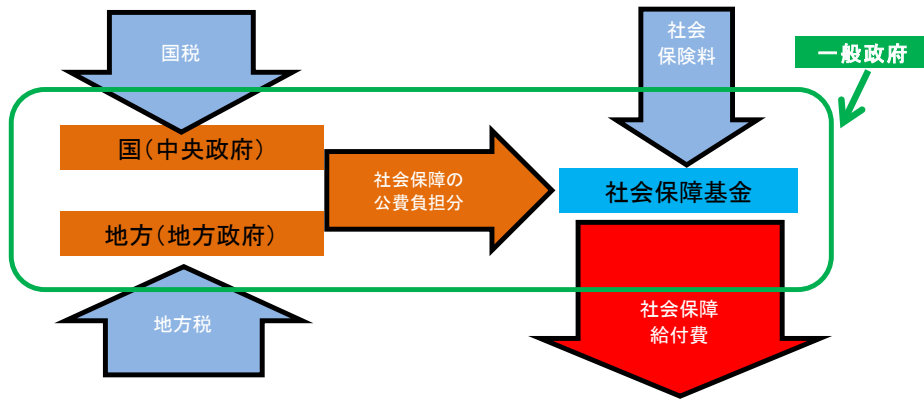 国税
社会
保険料
一般政府
国(中央政府)
社会保障の
公費負担分
社会保障基金
地方(地方政府)
地方税
社会保障
給付費